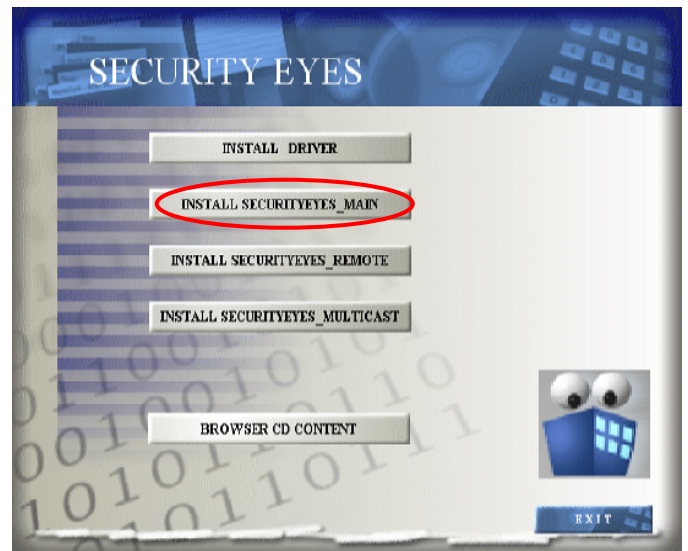 SECURITY EYES
INSTALL DRIVER
INSTALL SECURITYEYES_MAIN
INSTALL SECURITYEYES_REMOTE
INSTALL SECURITYEYES_MULTICAST
BROWSER CD CONTENT
EXIT